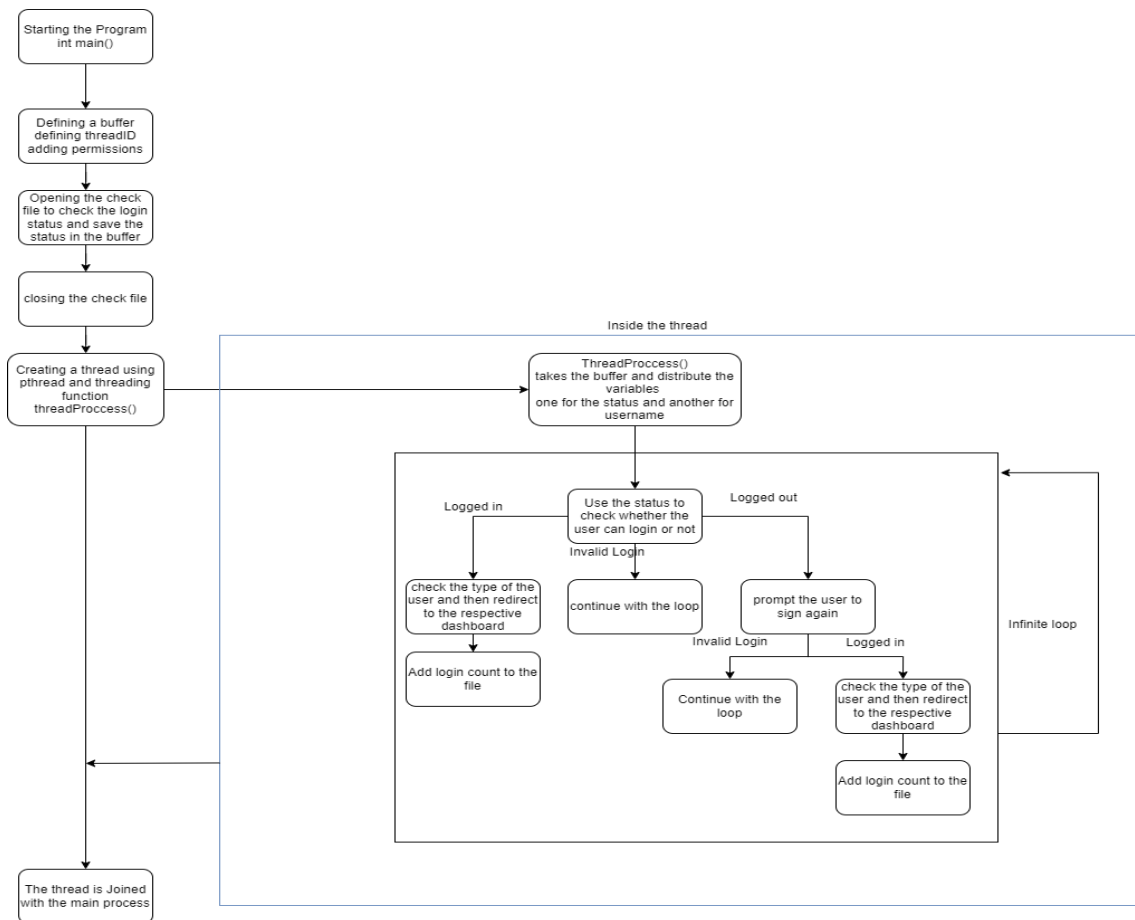 Starting the Program
int main()
Defining a buffer
defining threadID
adding permissions
Opening the check
file to check the login
status and save the
status in the buffer
closing the check file
Creating a thread using
pthread and threading
function
threadProccess()
Inside the thread
ThreadProccess()
takes the buffer and distribute the
variables
one for the status and another for
username
Use the status to
check whether the
user can login or not
Logged in
Invalid Login
Logged out
check the type of the
user and then redirect
to the respective
dashboard
Add login count to the
file
continue with the loop
prompt the user to
sign again
Invalid Login
Logged in
Continue with the
loop
check the type of the
user and then redirect
to the respective
dashboard
Add login count to the
file
Infinite loop
The thread is Joined
with the main process